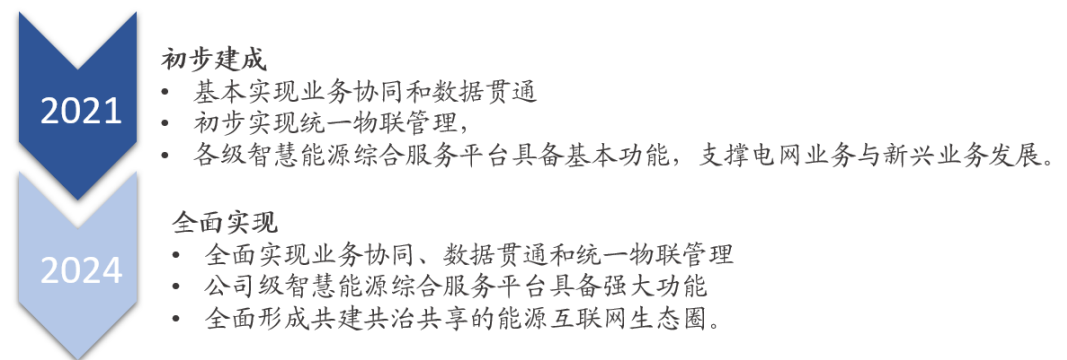 2021
初步建成
• 基本实现业务协同和数据贯通
• 初步实现统一物联管理，
• 各级智慧能源综合服务平台具备基本功能，支撑电网业务与新兴业务发展。
2024
全面实现
• 全面实现业务协同、数据贯通和统一物联管理
• 公司级智慧能源综合服务平台具备强大功能
• 全面形成共建共治共享的能源互联网生态圈。